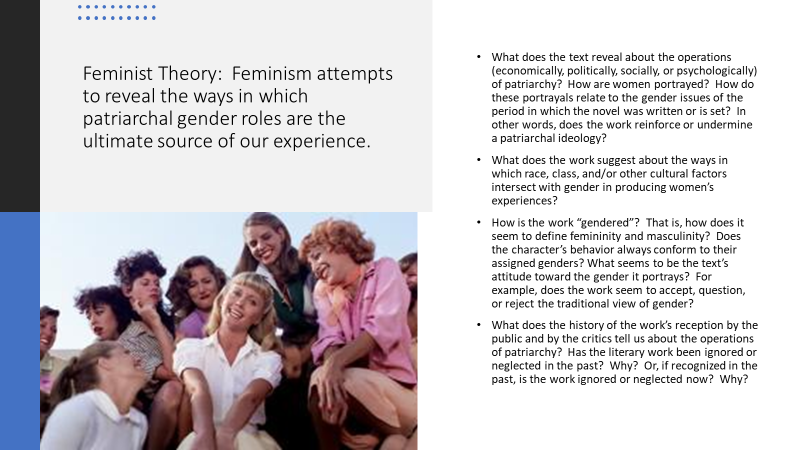 Feminist Theory:  Feminism attempts
to reveal the ways in which
patriarchal gender roles are the
ultimate source of our experience.
• What does the text reveal about the operations
(economically, politically, socially, or psychologically)
of patriarchy?  How are women portrayed?  How do
these portrayals relate to the gender issues of the
period in which the novel was written or is set?  In
other words, does the work reinforce or undermine
a patriarchal ideology?
• What does the work suggest about the ways in
which race, class, and/or other cultural factors
intersect with gender in producing women’s
experiences?
• How is the work “gendered”?  That is, how does it
seem to define femininity and masculinity?  Does
the character’s behavior always conform to their
assigned genders? What seems to be the text’s
attitude toward the gender it portrays?  For
example, does the work seem to accept, question,
or reject the traditional view of gender?
• What does the history of the work’s reception by the
public and by the critics tell us about the operations
of patriarchy?  Has the literary work been ignored or
neglected in the past?  Why?  Or, if recognized in the
past, is the work ignored or neglected now?  Why?